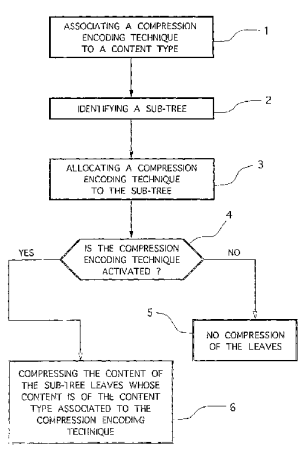 ASSOCIATING A COMPRESSION
ENCODING TECHNIQUE
TO A CONTENT TYPE
1
IDENTIFYING A SUB-TREE
2
ALLOCATING A COMPRESSION
ENCODING TECHNIQUE
TO THE SUB-TREE
3
4
IS THE COMPRESSION
ENCODING TECHNIQUE
ACTIVATED ?
YES
NO
5
NO COMPRESSION
OF THE LEAVES
COMPRESSING THE CONTENT OF
THE SUB-TREE LEAVES WHOSE
CONTENT IS OF THE CONTENT
TYPE ASSOCIATED TO THE
COMPRESSION ENCODING
TECHNIQUE
6